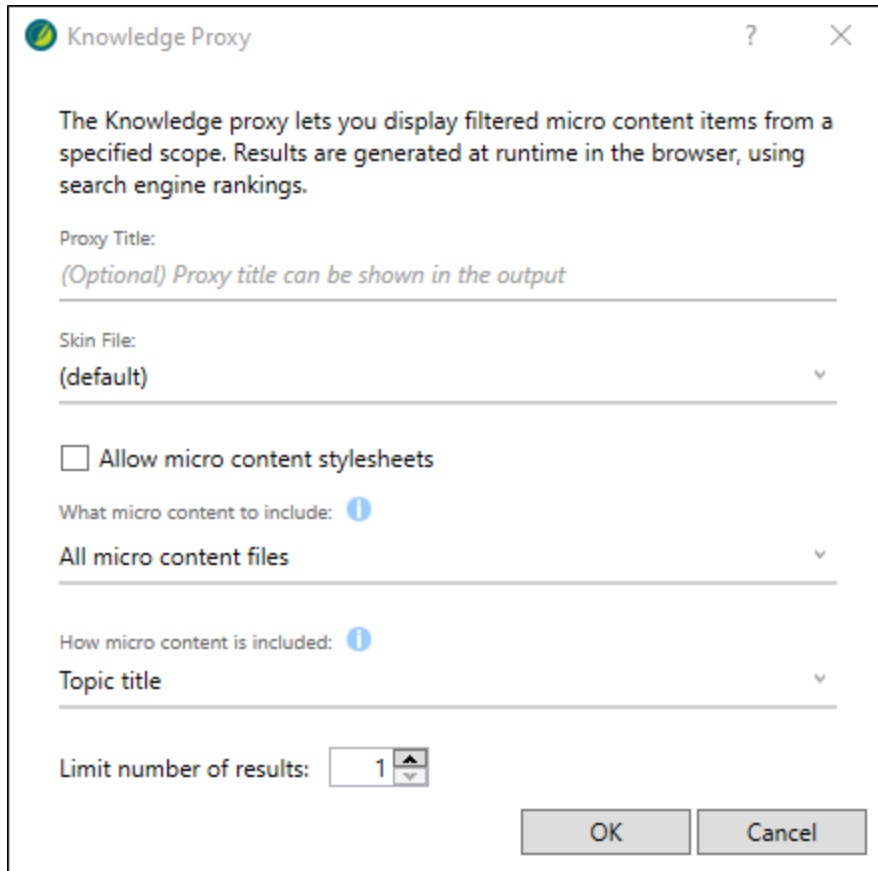 Knowledge Proxy
?
The Knowledge proxy lets you display filtered micro content items from a
specified scope. Results are generated at runtime in the browser, using
search engine rankings.
Proxy Title:
(Optional) Proxy title can be shown in the output
Skin File:
(default)
Allow micro content stylesheets
What micro content to include: i
All micro content files
How micro content is included: i
Topic title
Limit number of results: 1
OK Cancel